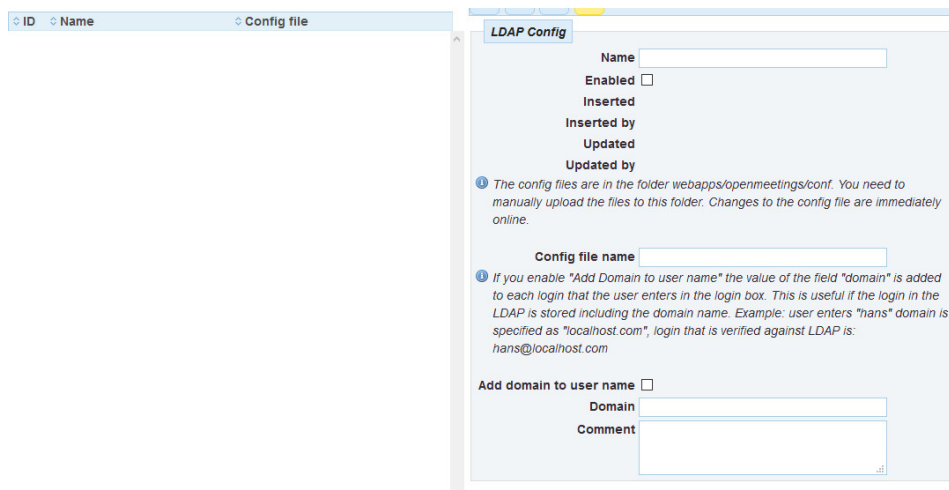 ID Name Config file
LDAP Config
Name
Enabled
Inserted
Inserted by
Updated
Updated by
The config files are in the folder webapps/openmeetings/conf. You need to
manually upload the files to this folder. Changes to the config file are immediately
online.
Config file name
If you enable "Add Domain to user name" the value of the field "domain" is added
to each login that the user enters in the login box. This is useful if the login in the
LDAP is stored including the domain name. Example: user enters "hans" domain is
specified as "localhost.com", login that is verified against LDAP is:
hans@localhost.com
Add domain to user name
Domain
Comment